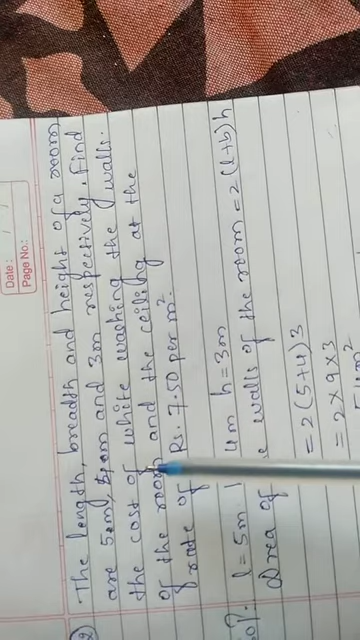 Date:
Page No.:
2) The length, breadth and height of a room
are 5m, 4m and 3m respectively. Find
the cost of white washing the walls
of the room and the ceiling at the
rate of Rs. 7.50 per m².
l = 5m 4m h = 3m
Area of walls of the room = 2(l+b)h
= 2(5+4)3
= 2×9×3